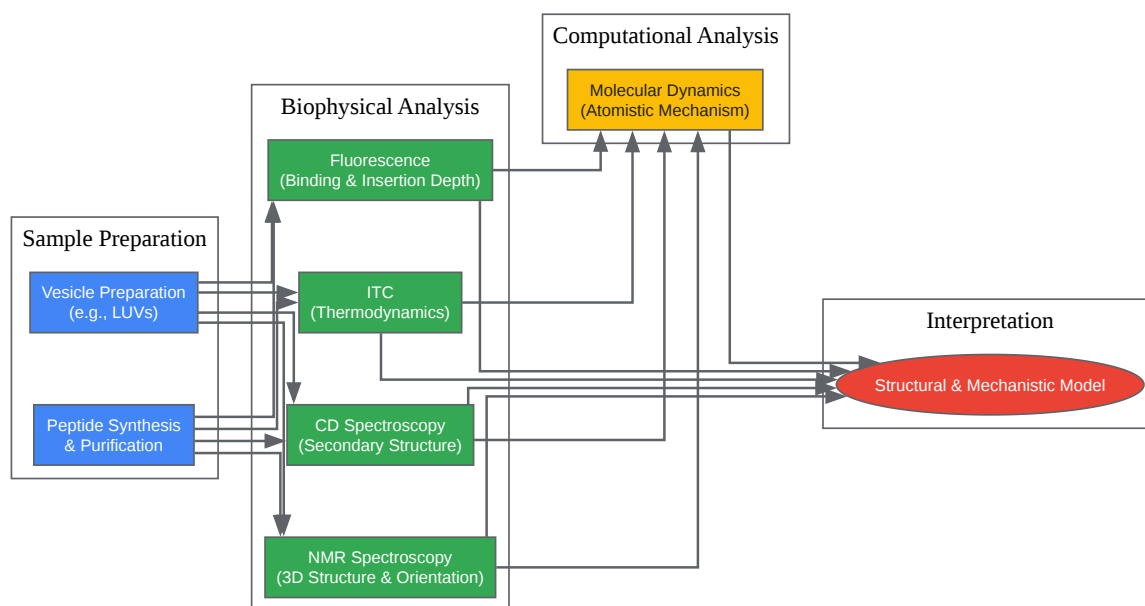 Computational Analysis
Molecular Dynamics
(Atomistic Mechanism)
Biophysical Analysis
Fluorescence
(Binding & Insertion Depth)
Sample Preparation
Vesicle Preparation
(e.g., LUVs)
ITC
(Thermodynamics)
Interpretation
Structural & Mechanistic Model
Peptide Synthesis
& Purification
CD Spectroscopy
(Secondary Structure)
NMR Spectroscopy
(3D Structure & Orientation)